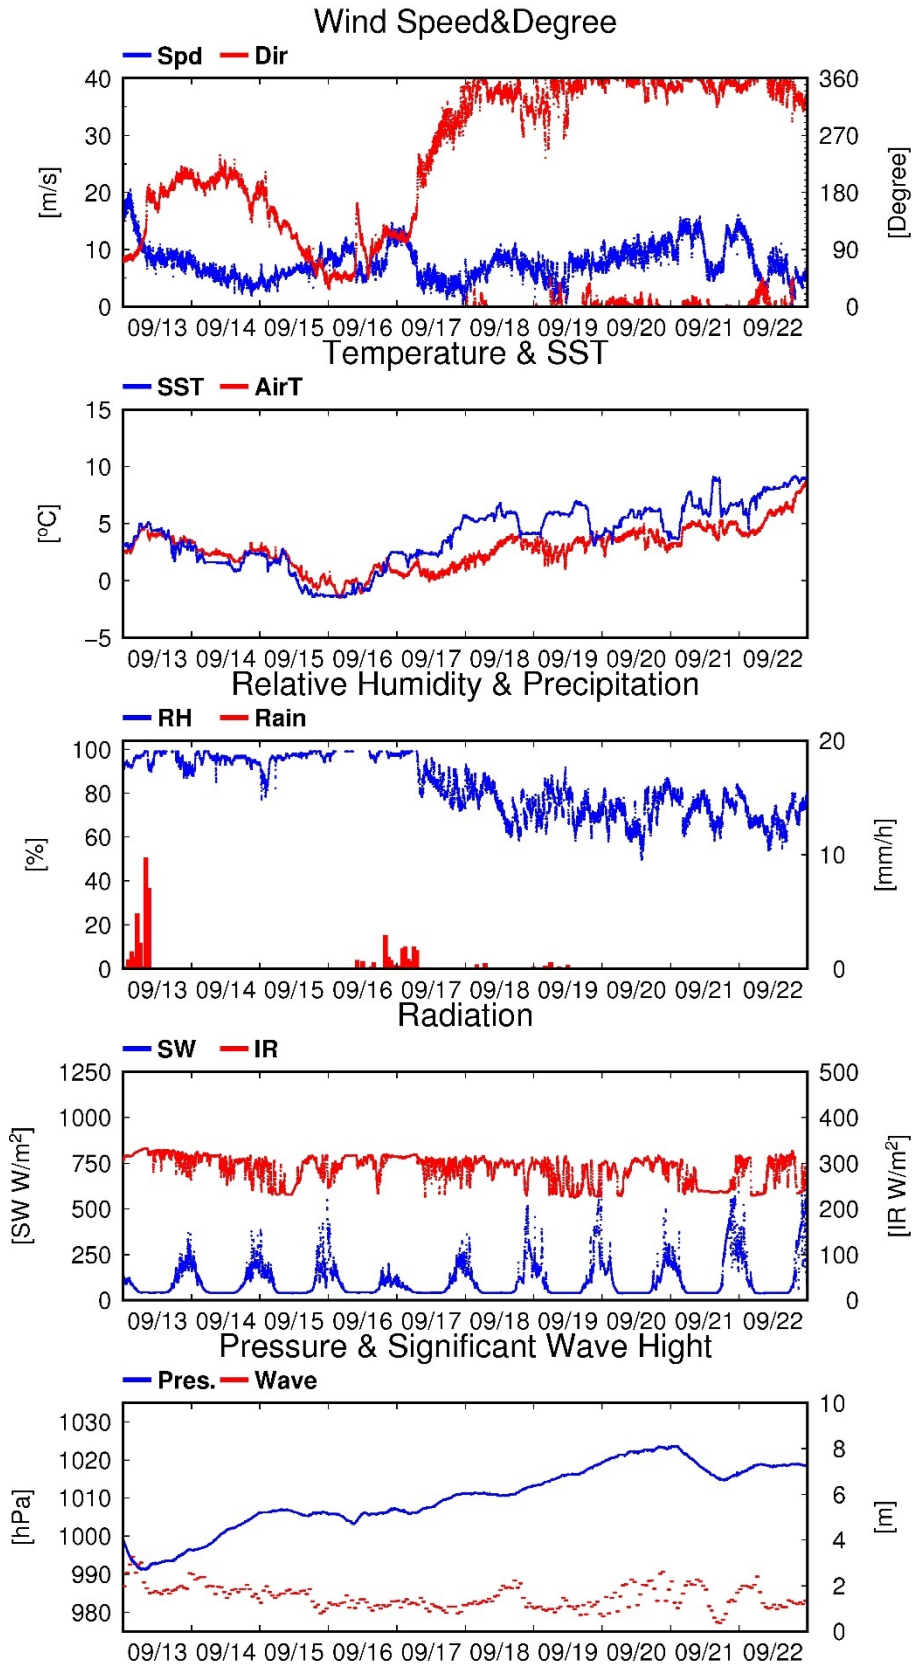 Wind Speed&Degree
Spd Dir
40 360
30 270
20 180
10 90
0 0
[m/s] [Degree]
09/13 09/14 09/15 09/16 09/17 09/18 09/19 09/20 09/21 09/22
Temperature & SST
SST AirT
15
10
5
0
−5
[ºC]
09/13 09/14 09/15 09/16 09/17 09/18 09/19 09/20 09/21 09/22
Relative Humidity & Precipitation
RH Rain
100 20
80
60 10
40
20
0 0
[%] [mm/h]
09/13 09/14 09/15 09/16 09/17 09/18 09/19 09/20 09/21 09/22
Radiation
SW IR
1250 500
1000 400
750 300
500 200
250 100
0 0
[SW W/m²] [IR W/m²]
09/13 09/14 09/15 09/16 09/17 09/18 09/19 09/20 09/21 09/22
Pressure & Significant Wave Hight
Pres. Wave
1030 10
1020 8
1010 6
1000 4
990 2
980 0
[hPa] [m]
09/13 09/14 09/15 09/16 09/17 09/18 09/19 09/20 09/21 09/22